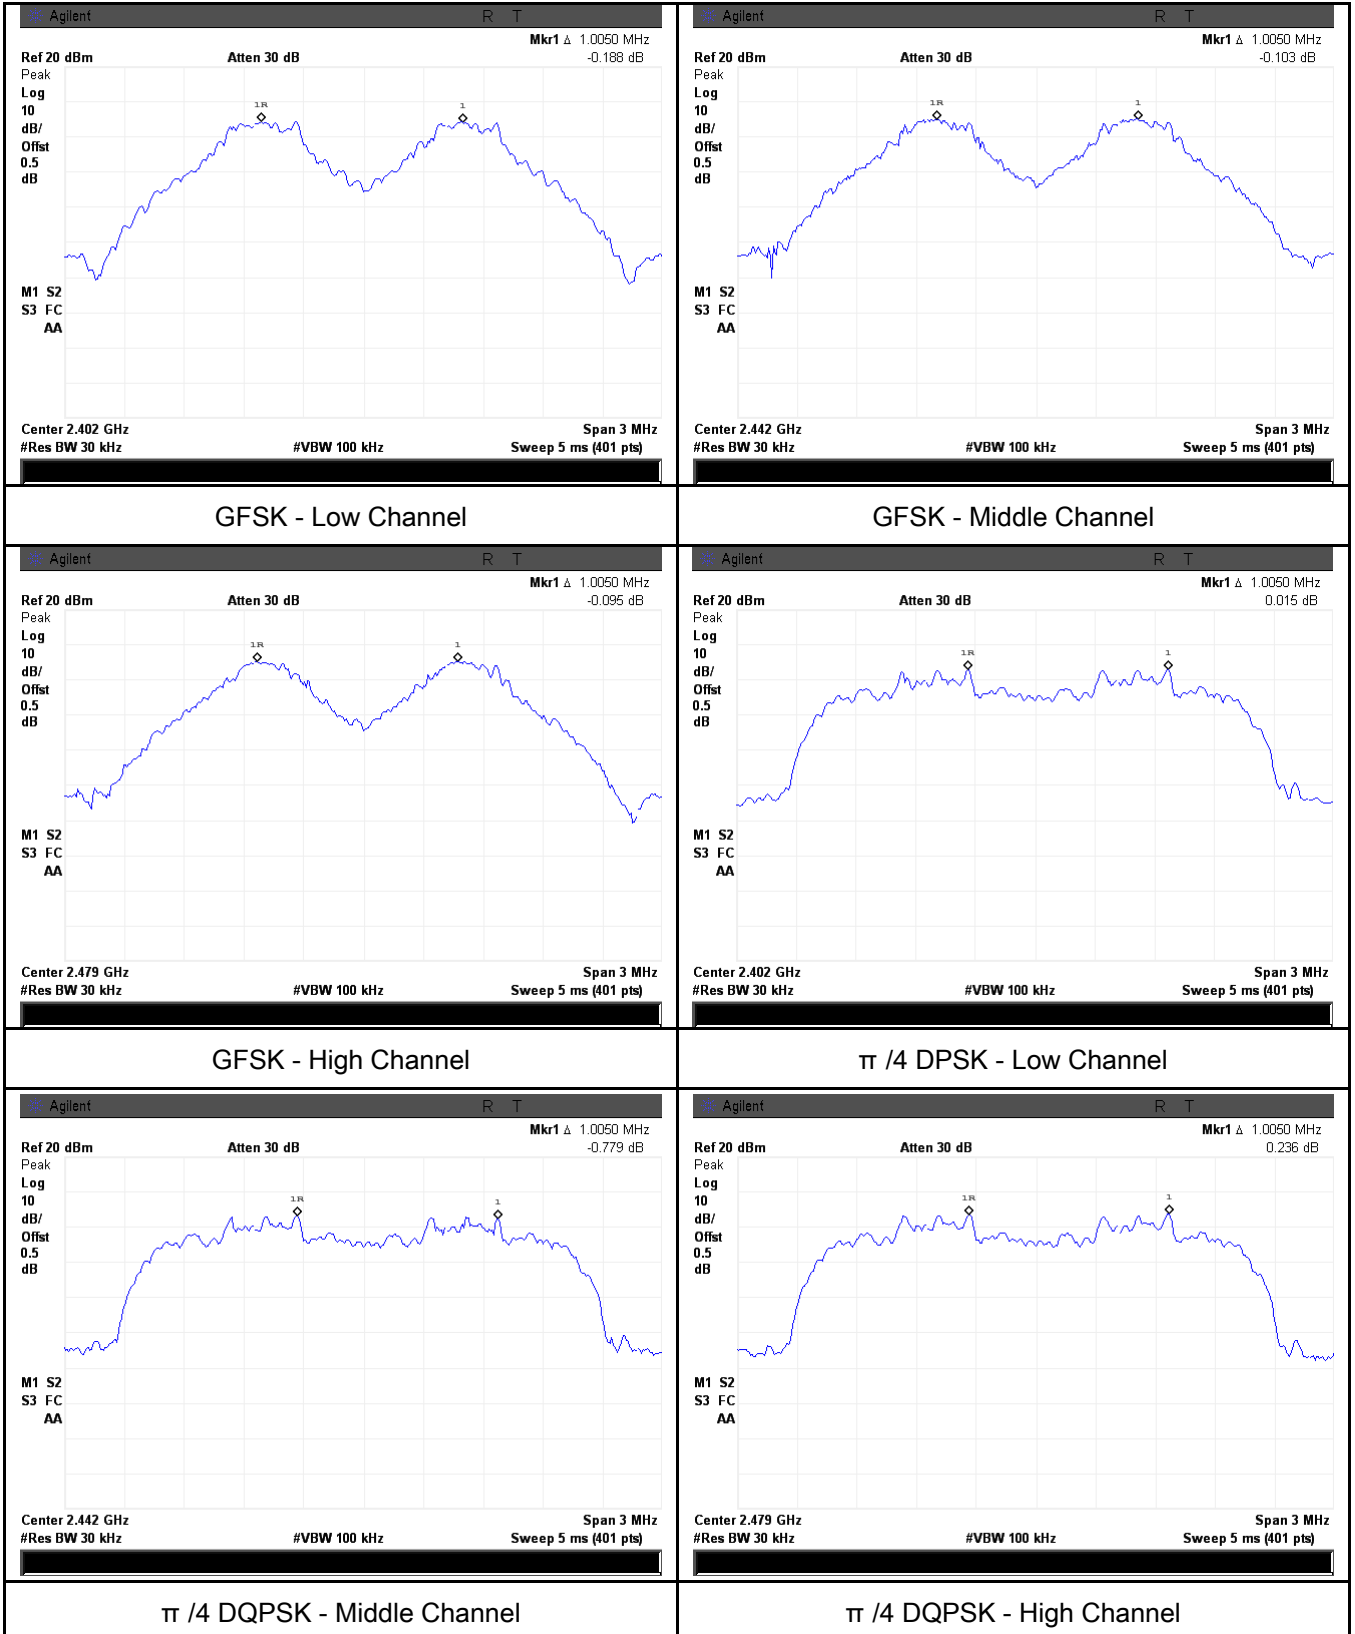 Agilent R T
Mkr1 Δ 1.0050 MHz
Ref 20 dBm Atten 30 dB -0.188 dB
Peak
Log
10
dB/
Offst
0.5
dB
1R 1
M1 S2
S3 FC
AA
Center 2.402 GHz Span 3 MHz
#Res BW 30 kHz #VBW 100 kHz Sweep 5 ms (401 pts)
GFSK - Low Channel
Agilent R T
Mkr1 Δ 1.0050 MHz
Ref 20 dBm Atten 30 dB -0.103 dB
Peak
Log
10
dB/
Offst
0.5
dB
1R 1
M1 S2
S3 FC
AA
Center 2.442 GHz Span 3 MHz
#Res BW 30 kHz #VBW 100 kHz Sweep 5 ms (401 pts)
GFSK - Middle Channel
Agilent R T
Mkr1 Δ 1.0050 MHz
Ref 20 dBm Atten 30 dB -0.095 dB
Peak
Log
10
dB/
Offst
0.5
dB
1R 1
M1 S2
S3 FC
AA
Center 2.479 GHz Span 3 MHz
#Res BW 30 kHz #VBW 100 kHz Sweep 5 ms (401 pts)
GFSK - High Channel
Agilent R T
Mkr1 Δ 1.0050 MHz
Ref 20 dBm Atten 30 dB 0.015 dB
Peak
Log
10
dB/
Offst
0.5
dB
1R 1
M1 S2
S3 FC
AA
Center 2.402 GHz Span 3 MHz
#Res BW 30 kHz #VBW 100 kHz Sweep 5 ms (401 pts)
π /4 DPSK - Low Channel
Agilent R T
Mkr1 Δ 1.0050 MHz
Ref 20 dBm Atten 30 dB -0.779 dB
Peak
Log
10
dB/
Offst
0.5
dB
1R 1
M1 S2
S3 FC
AA
Center 2.442 GHz Span 3 MHz
#Res BW 30 kHz #VBW 100 kHz Sweep 5 ms (401 pts)
π /4 DQPSK - Middle Channel
Agilent R T
Mkr1 Δ 1.0050 MHz
Ref 20 dBm Atten 30 dB 0.236 dB
Peak
Log
10
dB/
Offst
0.5
dB
1R 1
M1 S2
S3 FC
AA
Center 2.479 GHz Span 3 MHz
#Res BW 30 kHz #VBW 100 kHz Sweep 5 ms (401 pts)
π /4 DQPSK - High Channel